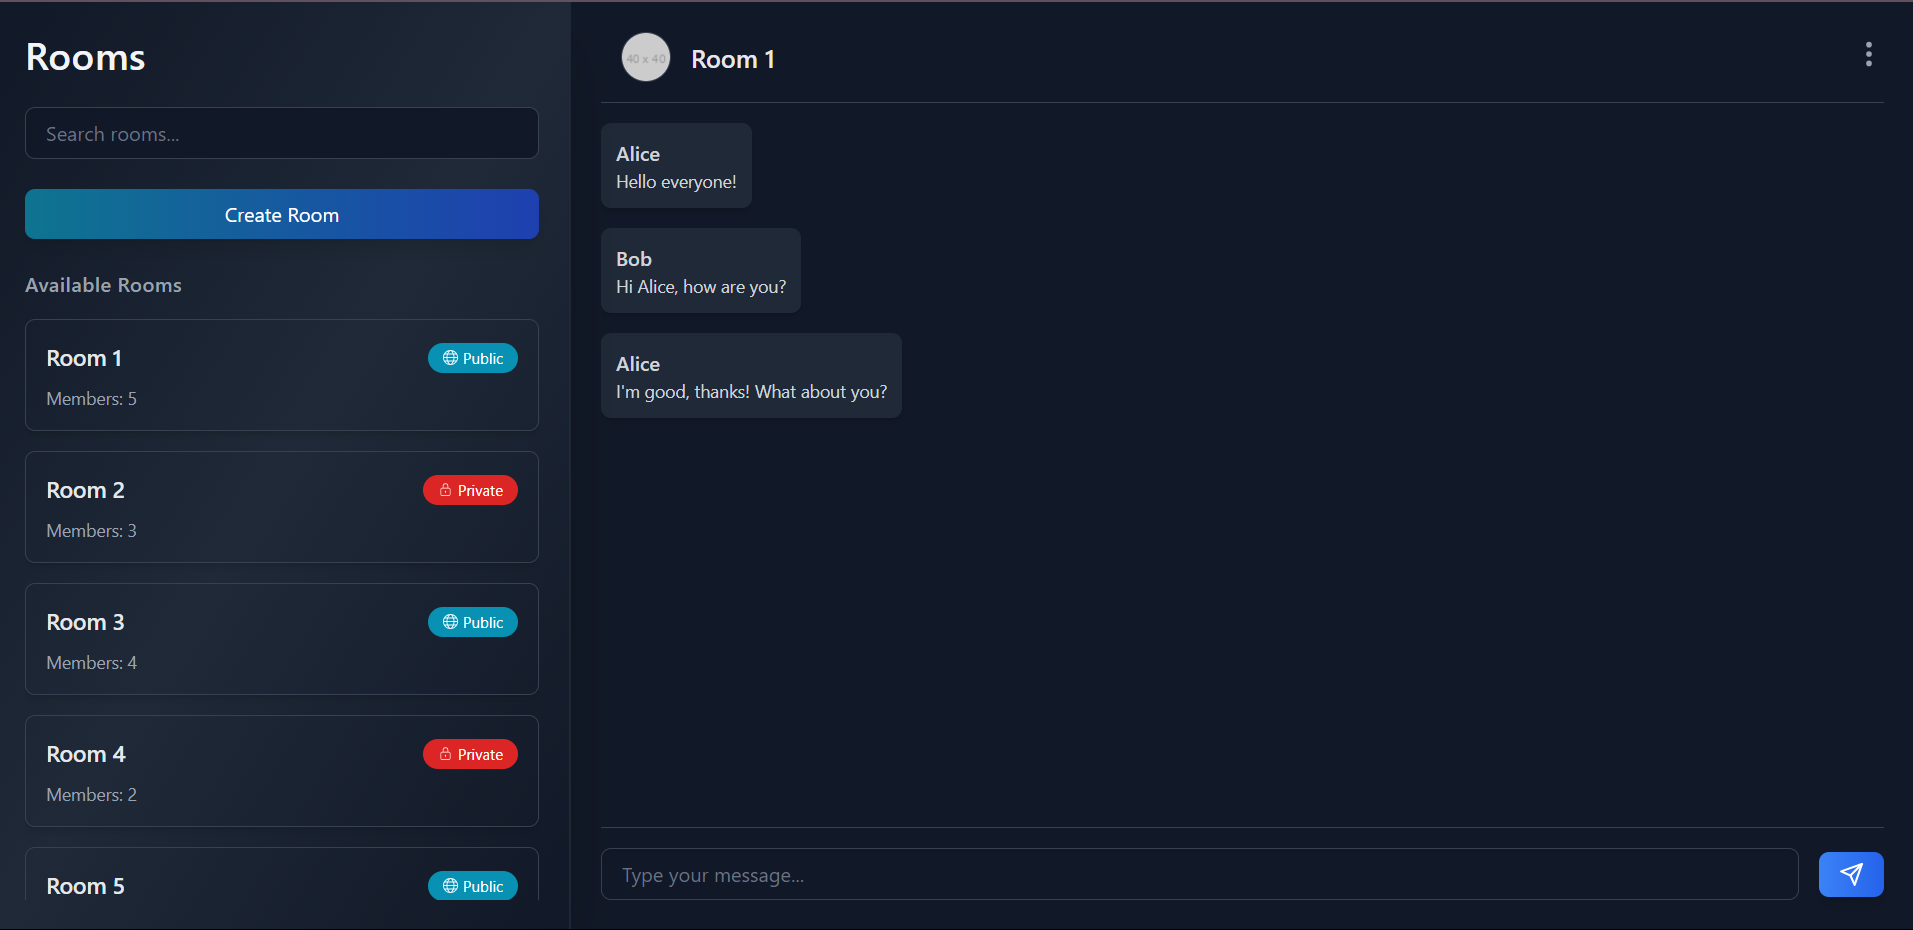 Rooms
Search rooms...
Create Room
Available Rooms
Room 1
Public
Members: 5
Room 2
Private
Members: 3
Room 3
Public
Members: 4
Room 4
Private
Members: 2
Room 5
Public
40 x 40
Room 1
Alice
Hello everyone!
Bob
Hi Alice, how are you?
Alice
I'm good, thanks! What about you?
Type your message...